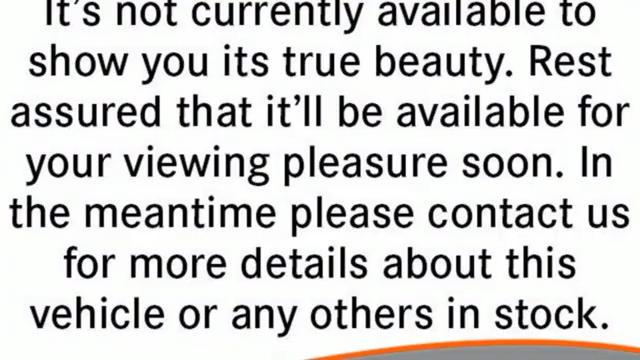 It's not currently available to
show you its true beauty. Rest
assured that it'll be available for
your viewing pleasure soon. In
the meantime please contact us
for more details about this
vehicle or any others in stock.